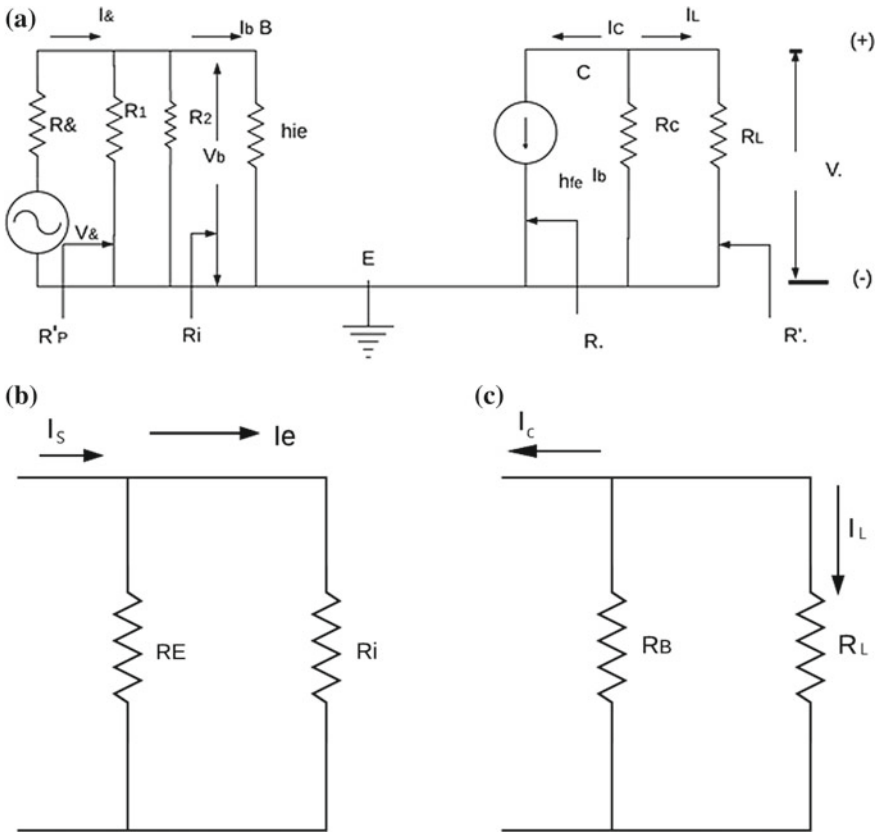 (a)
I& Ib B IC IL (+)
C
R& R1 R2 Vb hie Rc RL V.
hfe Ib
V& E (-)
R'P Ri R. R'.
(b) (c)
IS Ie Ic
IL
RE Ri RB RL